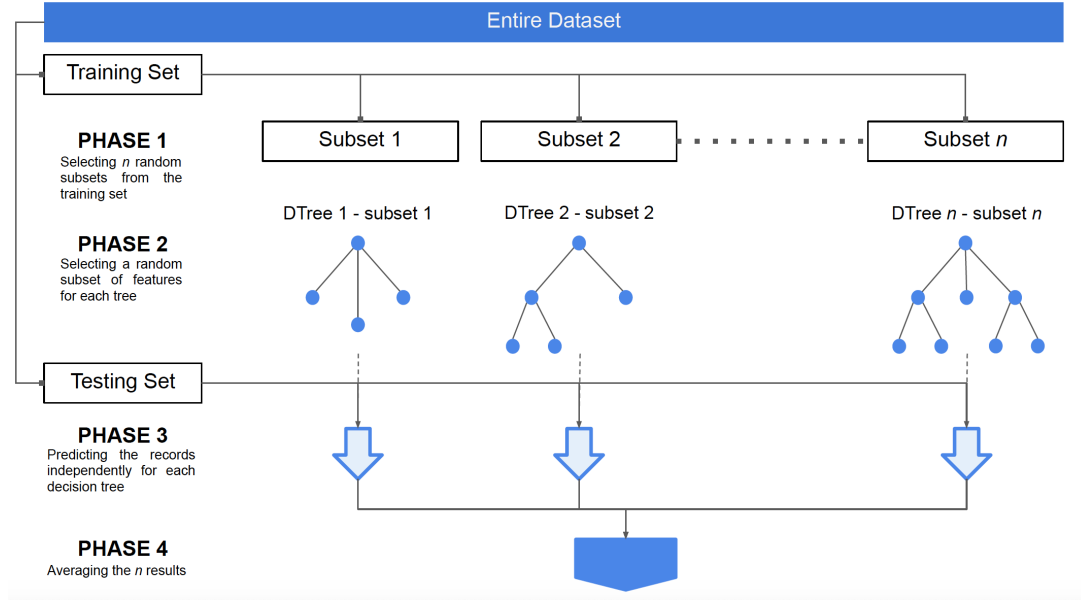 Entire Dataset
Training Set
PHASE 1
Selecting n random
subsets from the
training set
Subset 1
Subset 2
Subset n
DTree 1 - subset 1
DTree 2 - subset 2
DTree n - subset n
PHASE 2
Selecting a random
subset of features
for each tree
Testing Set
PHASE 3
Predicting the records
independently for each
decision tree
PHASE 4
Averaging the n results